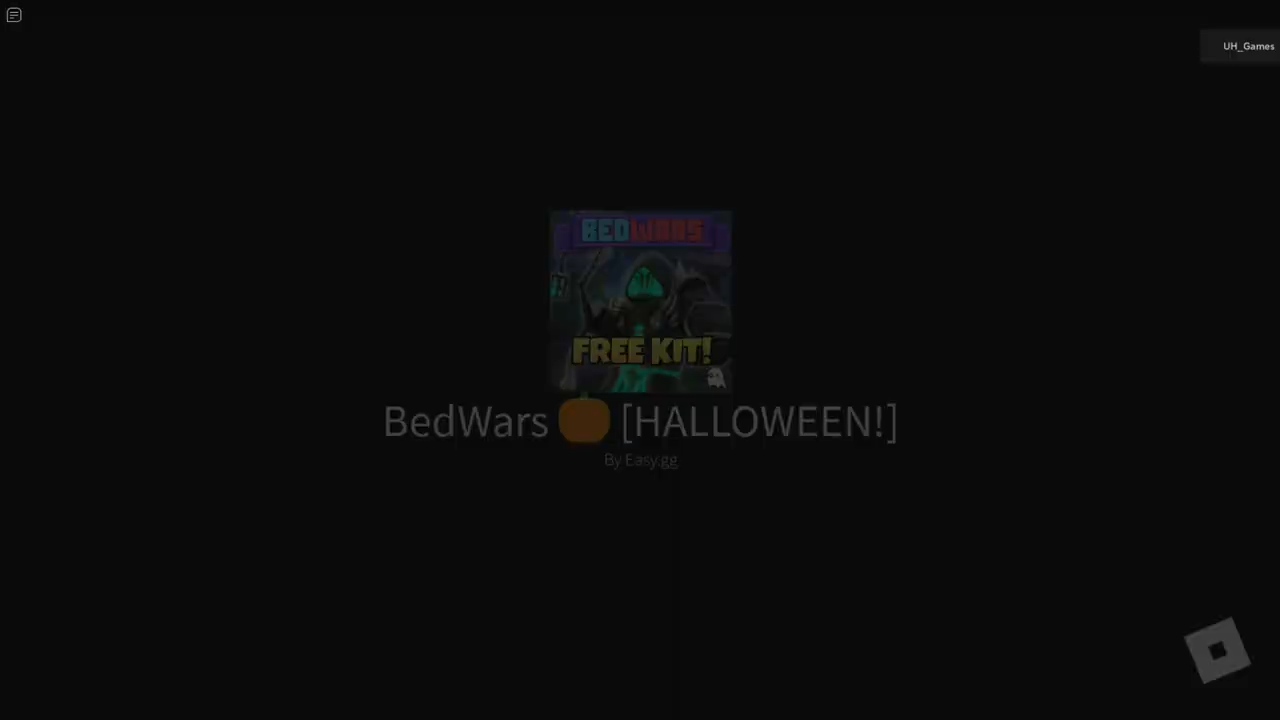 UH_Games
BEDWARS
FREE KIT!
BedWars 🎃 [HALLOWEEN!]
By Easy.gg